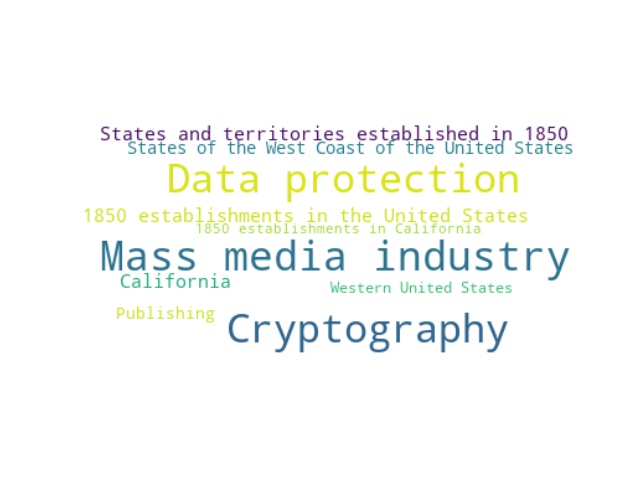 States and territories established in 1850
States of the West Coast of the United States
Data protection
1850 establishments in the United States
1850 establishments in California
Mass media industry
California
Western United States
Publishing
Cryptography